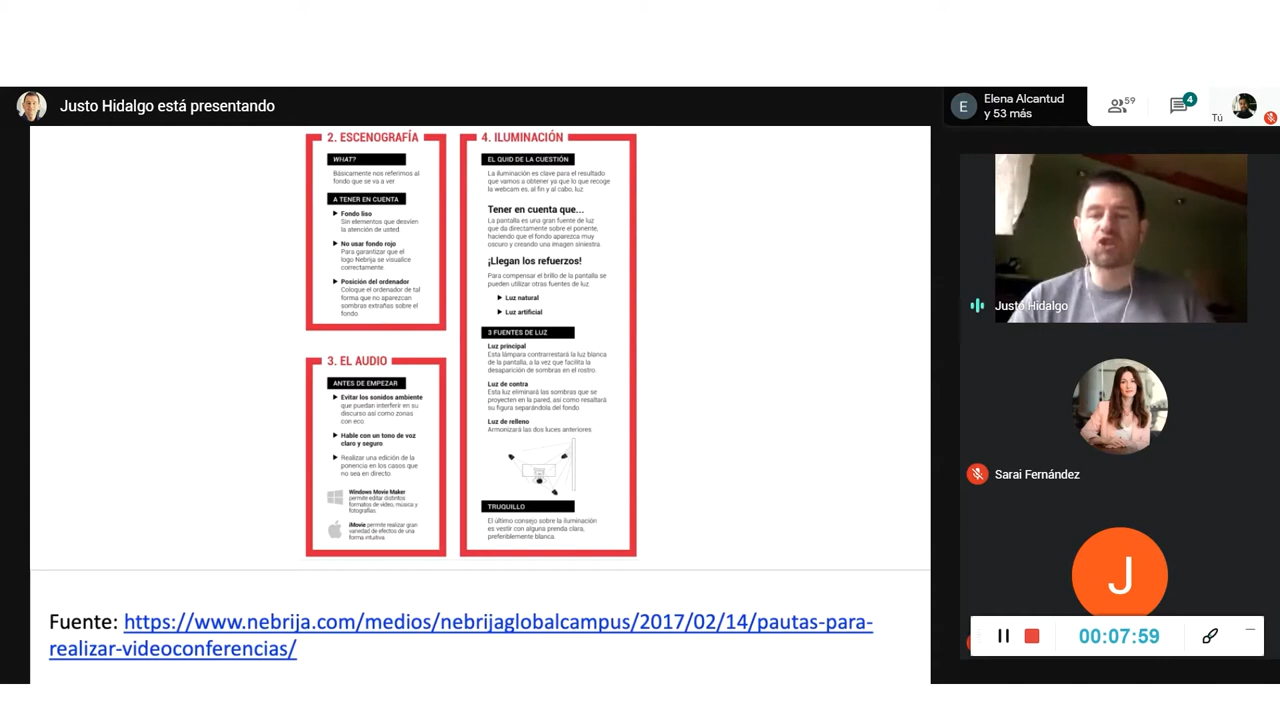 Justo Hidalgo está presentando
E
Elena Alcantud
y 53 más
59
4
Tú
2. ESCENOGRAFÍA
WHAT?
Básicamente nos referimos al
fondo que se va a ver
A TENER EN CUENTA
Fondo liso
Sin elementos que desvíen
la atención de usted
No usar fondo rojo
Para garantizar que el
logo Nebrija se visualice
correctamente
Posición del ordenador
Coloque el ordenador de tal
forma que no aparezcan
sombras extrañas sobre el
fondo
3. EL AUDIO
ANTES DE EMPEZAR
Evitar los sonidos ambiente
que puedan interferir en su
discurso así como zonas
con eco.
Hable con un tono de voz
claro y seguro
Realizar una edición de la
ponencia en los casos que
no sea en directo
Windows Movie Maker
permite editar distintos
formatos de vídeo, música y
fotografías
iMovie permite realizar gran
variedad de efectos de una
forma intuitiva
4. ILUMINACIÓN
EL QUID DE LA CUESTIÓN
La iluminación es clave para el resultado
que vamos a obtener ya que lo que recoge
la webcam es, al fin y al cabo, luz
Tener en cuenta que...
La pantalla es una gran fuente de luz
que da directamente sobre el ponente,
haciendo que el fondo aparezca muy
oscuro y creando una imagen siniestra.
¡Llegan los refuerzos!
Para compensar el brillo de la pantalla se
pueden utilizar otras fuentes de luz
Luz natural
Luz artificial
3 FUENTES DE LUZ
Luz principal
Esta lámpara contrarrestará la luz blanca
de la pantalla, a la vez que facilita la
desaparición de sombras en el rostro.
Luz de contra
Esta luz eliminará las sombras que se
proyecten en la pared, así como resaltará
su figura separándola del fondo
Luz de relleno
Armonizará las dos luces anteriores
TRUQUILLO
El último consejo sobre la iluminación
es vestir con alguna prenda clara,
preferiblemente blanca.
Fuente: https://www.nebrija.com/medios/nebrijaglobalcampus/2017/02/14/pautas-para-
realizar-videoconferencias/
Justo Hidalgo
Sarai Fernández
J
00:07:59